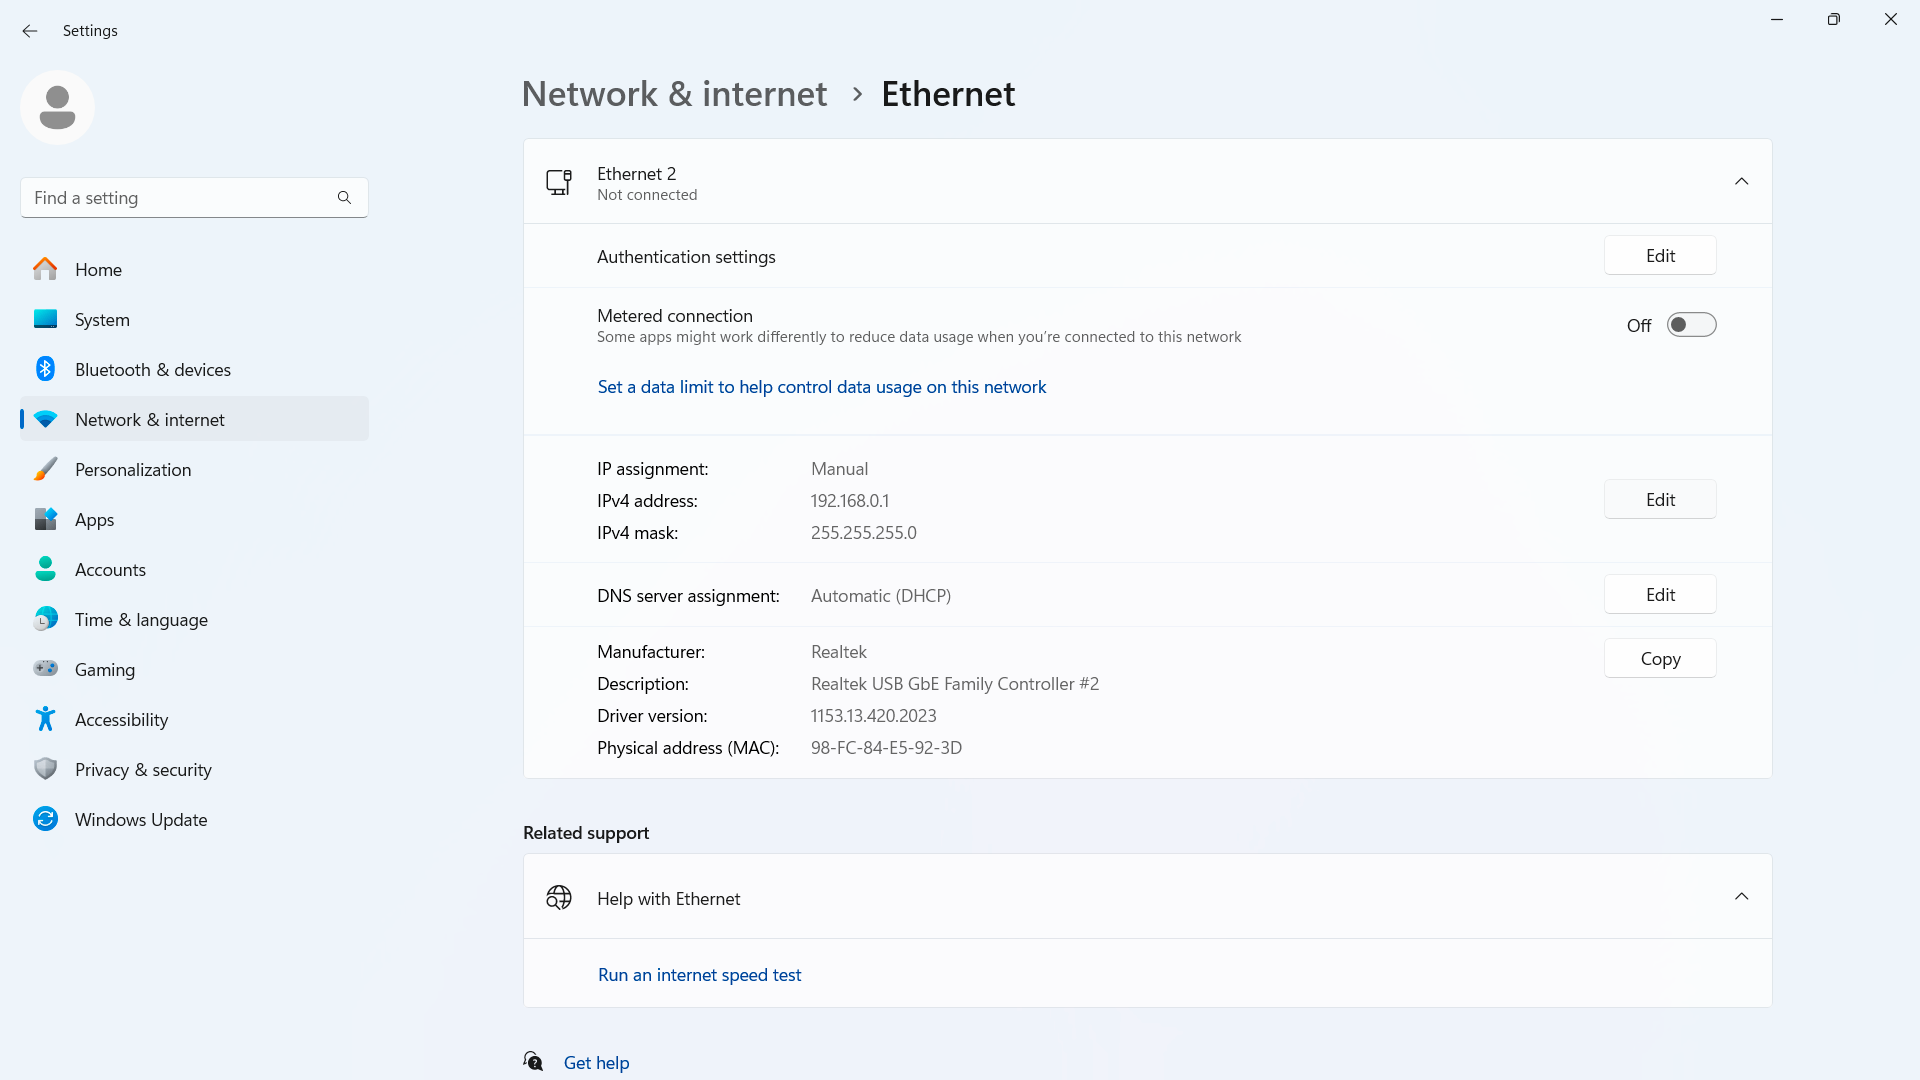 Settings
Find a setting
Home
System
Bluetooth & devices
Network & internet
Personalization
Apps
Accounts
Time & language
Gaming
Accessibility
Privacy & security
Windows Update
Network & internet > Ethernet
Ethernet 2
Not connected
Authentication settings
Edit
Metered connection
Some apps might work differently to reduce data usage when you're connected to this network
Off
Set a data limit to help control data usage on this network
IP assignment: Manual
IPv4 address: 192.168.0.1
IPv4 mask: 255.255.255.0
Edit
DNS server assignment: Automatic (DHCP)
Edit
Manufacturer: Realtek
Description: Realtek USB GbE Family Controller #2
Driver version: 1153.13.420.2023
Physical address (MAC): 98-FC-84-E5-92-3D
Copy
Related support
Help with Ethernet
Run an internet speed test
Get help